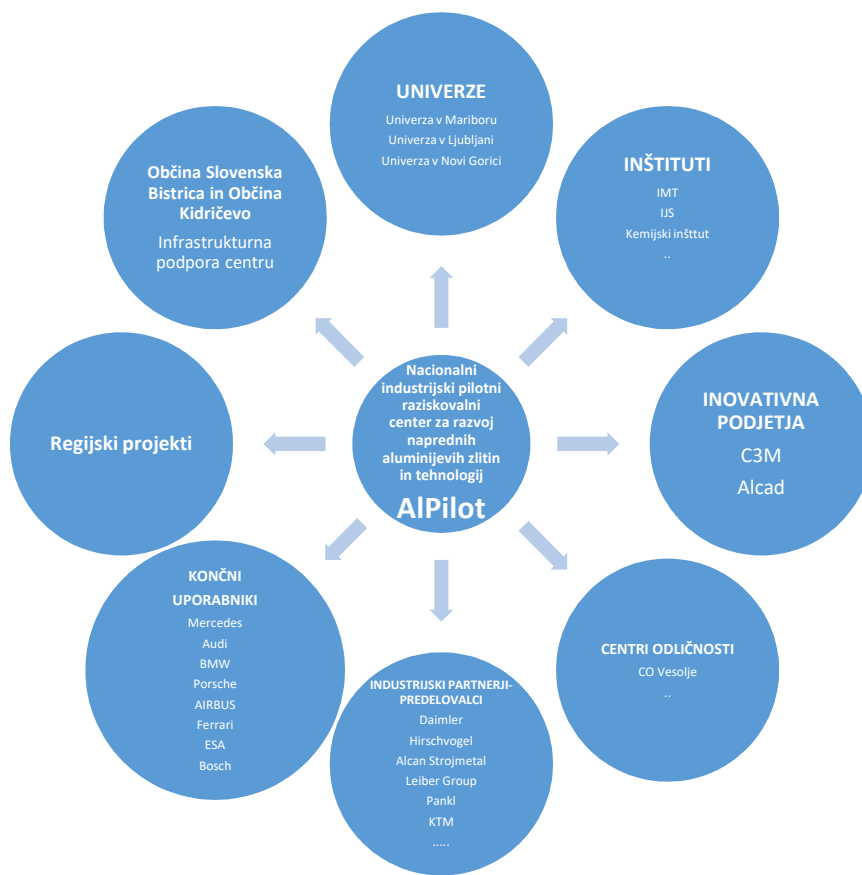 UNIVERZE
Univerza v Mariboru
Univerza v Ljubljani
Univerza v Novi Gorici
Občina Slovenska
Bistrica in Občina
Kidričevo
Infrastrukturna
podpora centru
INŠTITUTI
IMT
IJS
Kemijski inšttut
..
Nacionalni
industrijski pilotni
raziskovalni
center za razvoj
naprednih
aluminijevih zlitin
in tehnologij
AlPilot
Regijski projekti
INOVATIVNA
PODJETJA
C3M
Alcad
KONČNI
UPORABNIKI
Mercedes
Audi
BMW
Porsche
AIRBUS
Ferrari
ESA
Bosch
INDUSTRIJSKI PARTNERJI-
PREDELOVALCI
Daimler
Hirschvogel
Alcan Strojmetal
Leiber Group
Pankl
KTM
.....
CENTRI ODLIČNOSTI
CO Vesolje
..